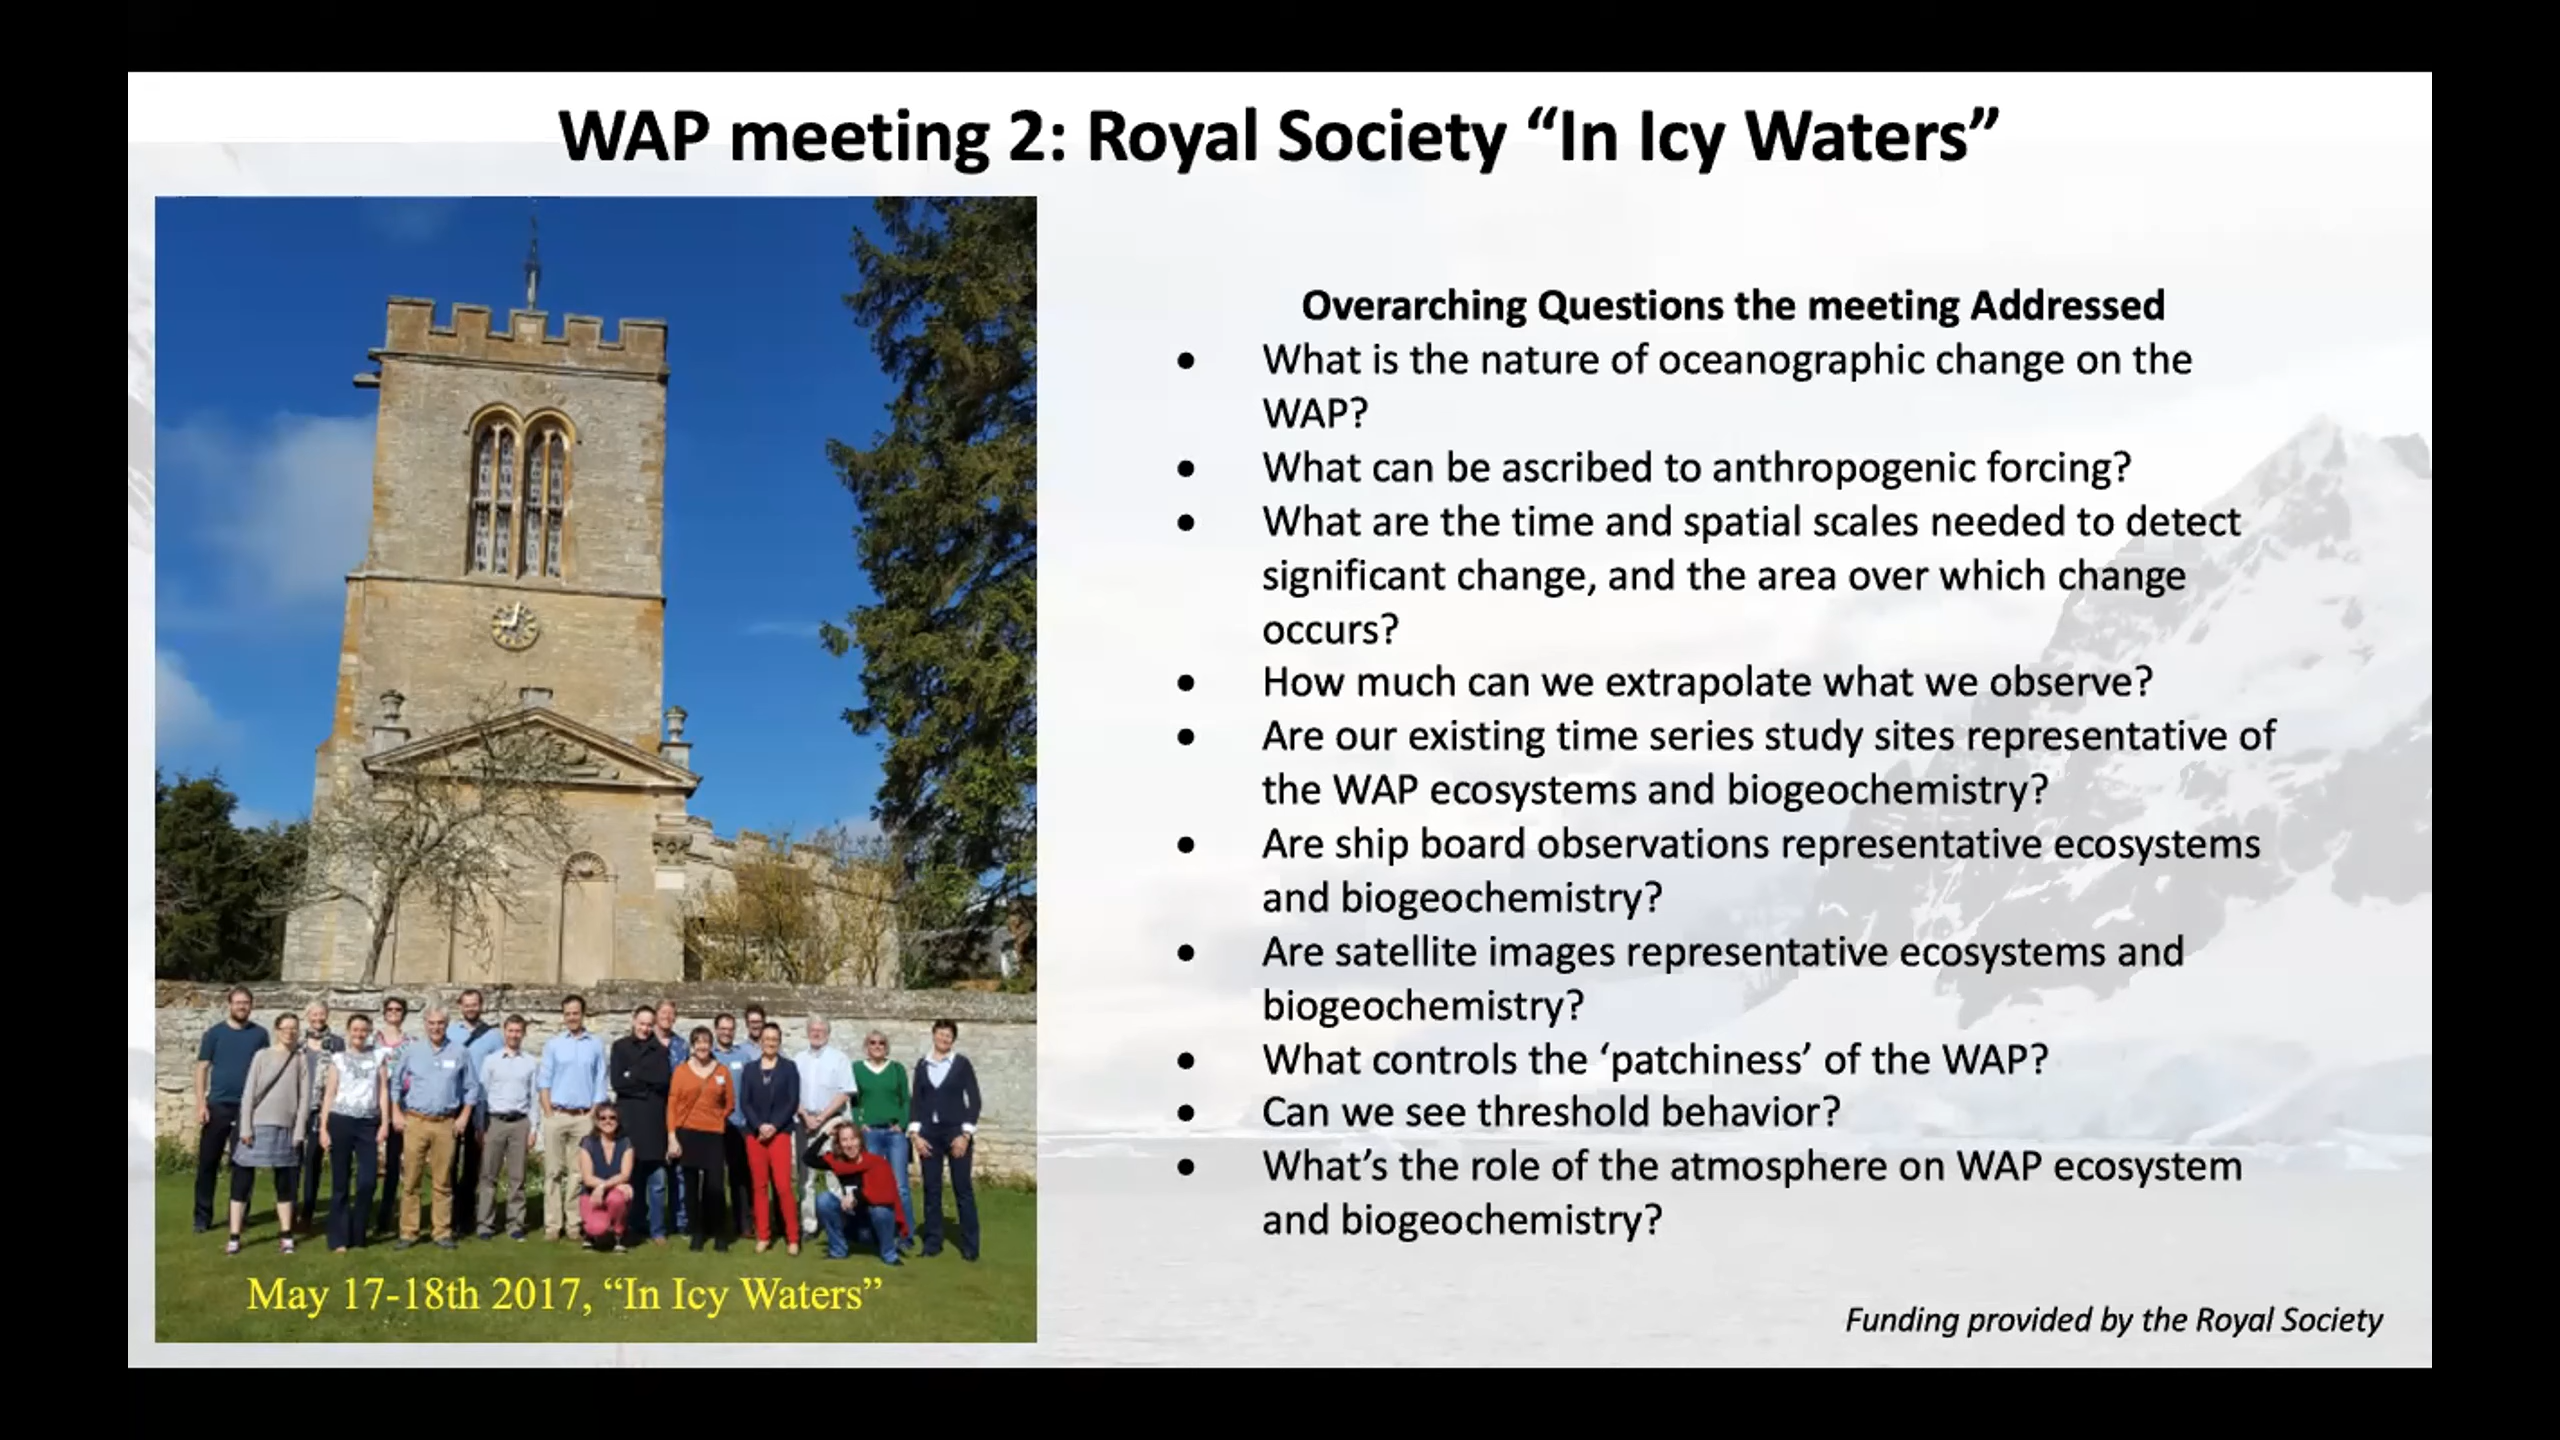 WAP meeting 2: Royal Society “In Icy Waters”
Overarching Questions the meeting Addressed
• What is the nature of oceanographic change on the
WAP?
• What can be ascribed to anthropogenic forcing?
• What are the time and spatial scales needed to detect
significant change, and the area over which change
occurs?
• How much can we extrapolate what we observe?
• Are our existing time series study sites representative of
the WAP ecosystems and biogeochemistry?
• Are ship board observations representative ecosystems
and biogeochemistry?
• Are satellite images representative ecosystems and
biogeochemistry?
• What controls the ‘patchiness’ of the WAP?
• Can we see threshold behavior?
• What’s the role of the atmosphere on WAP ecosystem
and biogeochemistry?
May 17-18th 2017, “In Icy Waters”
Funding provided by the Royal Society